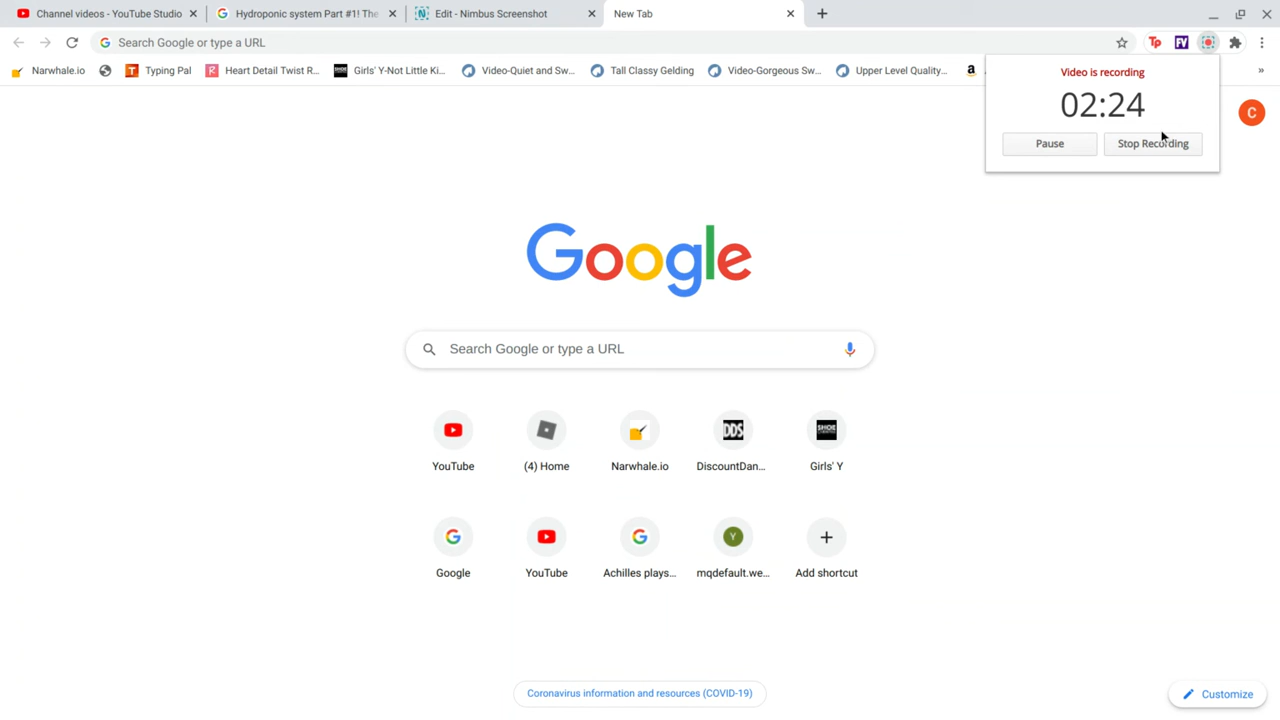 Channel videos - YouTube Studio
Hydroponic system Part #1! The
Edit - Nimbus Screenshot
New Tab
Search Google or type a URL
Tp
FV
Narwhale.io
Typing Pal
Heart Detail Twist R...
Girls' Y-Not Little Ki...
Video-Quiet and Sw...
Tall Classy Gelding
Video-Gorgeous Sw...
Upper Level Quality...
Video is recording
02:24
Pause
Stop Recording
C
Google
Search Google or type a URL
YouTube
(4) Home
Narwhale.io
DDS
DiscountDan...
SHOE
Girls' Y
Google
YouTube
Achilles plays...
Y
mqdefault.we...
Add shortcut
Coronavirus information and resources (COVID-19)
Customize